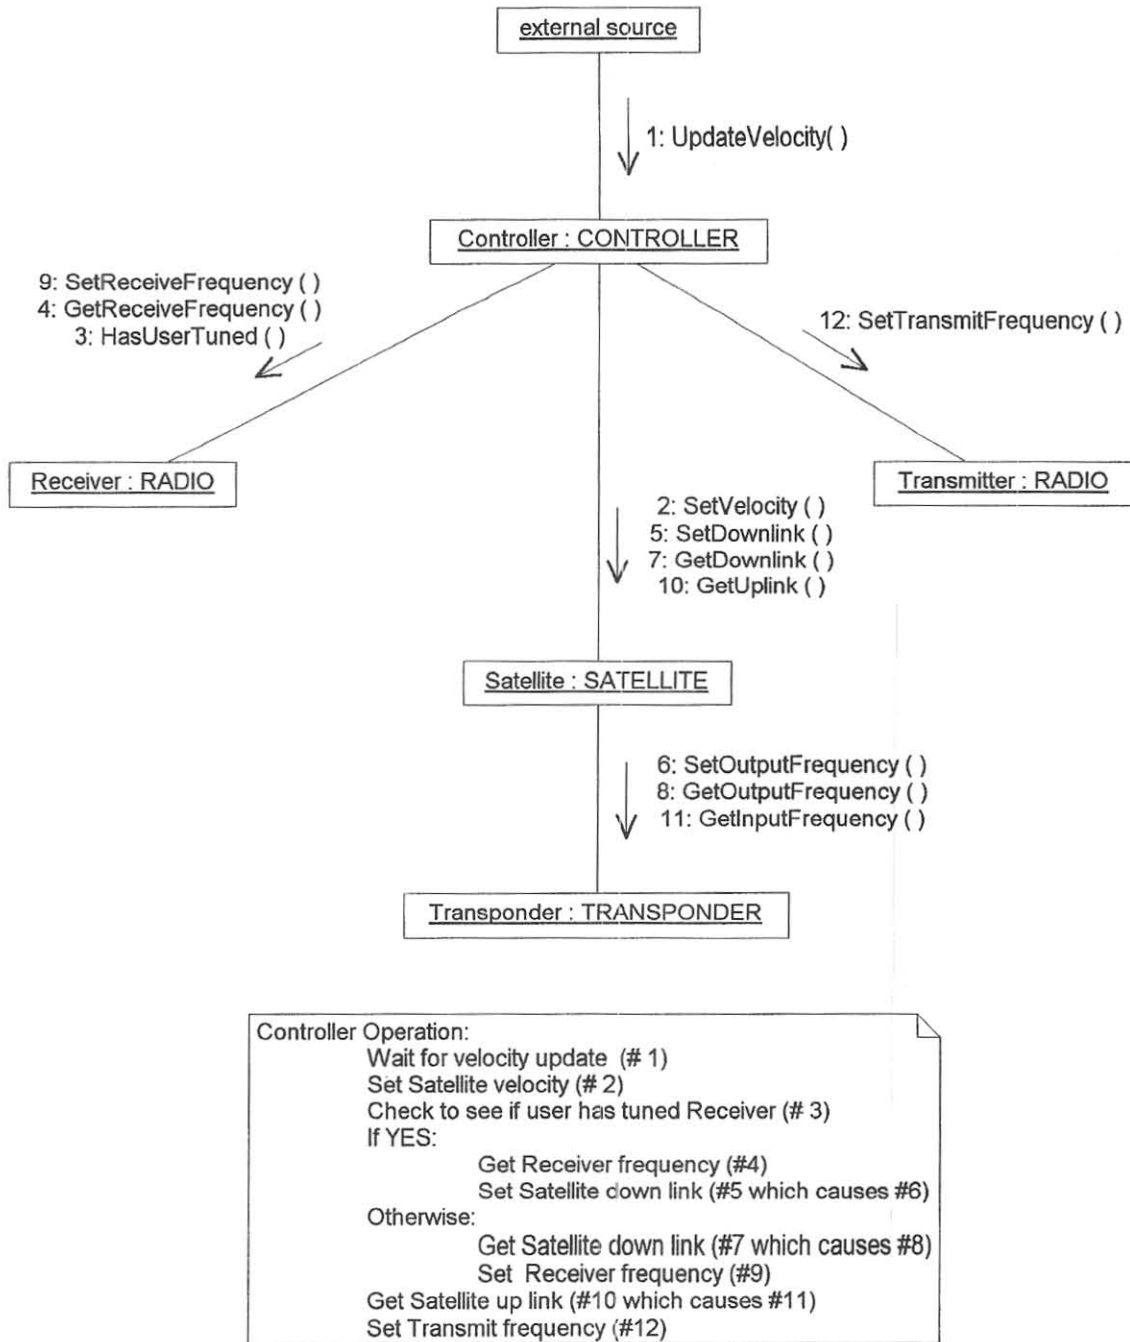 external source
1: UpdateVelocity( )
Controller : CONTROLLER
9: SetReceiveFrequency ( )
4: GetReceiveFrequency ( )
3: HasUserTuned ( )
12: SetTransmitFrequency ( )
Receiver : RADIO
Transmitter : RADIO
2: SetVelocity ( )
5: SetDownlink ( )
7: GetDownlink ( )
10: GetUplink ( )
Satellite : SATELLITE
6: SetOutputFrequency ( )
8: GetOutputFrequency ( )
11: GetInputFrequency ( )
Transponder : TRANSPONDER
Controller Operation:
Wait for velocity update (# 1)
Set Satellite velocity (# 2)
Check to see if user has tuned Receiver (# 3)
If YES:
Get Receiver frequency (#4)
Set Satellite down link (#5 which causes #6)
Otherwise:
Get Satellite down link (#7 which causes #8)
Set Receiver frequency (#9)
Get Satellite up link (#10 which causes #11)
Set Transmit frequency (#12)